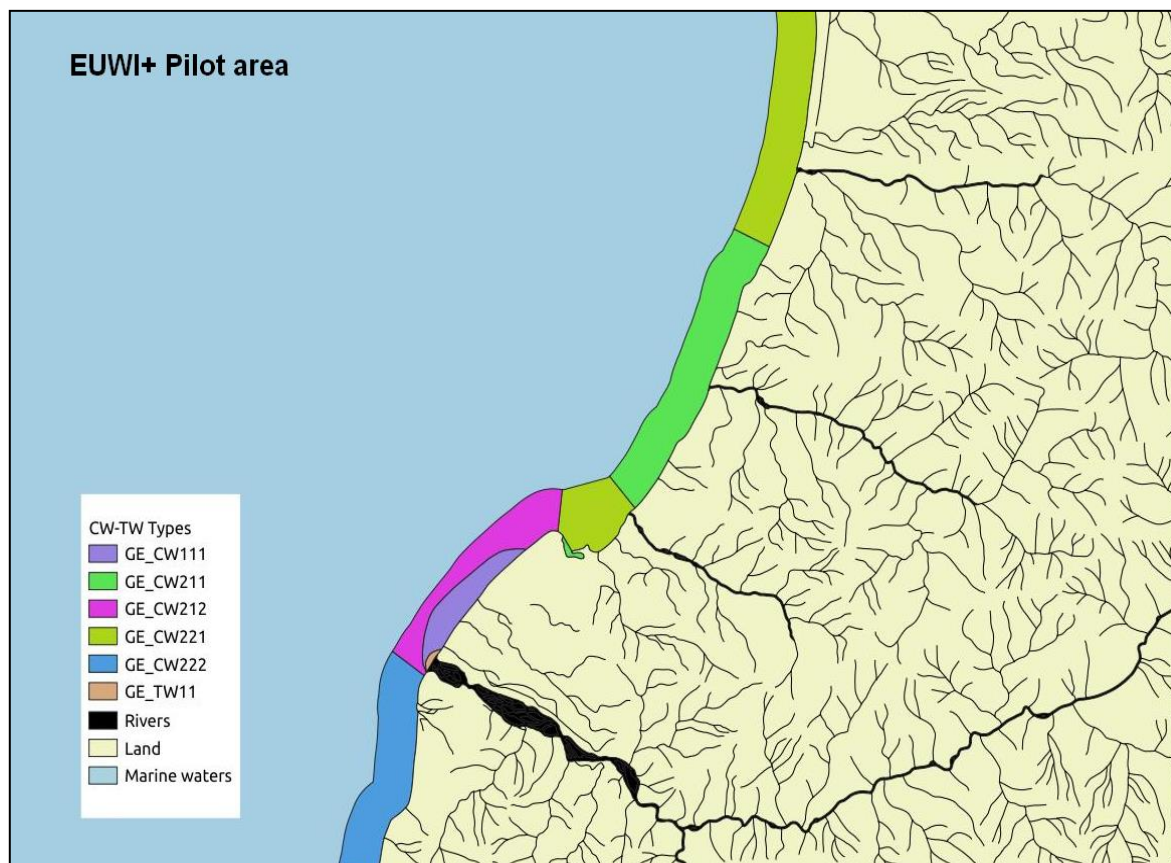 EUWI+ Pilot area
CW-TW Types
GE_CW111
GE_CW211
GE_CW212
GE_CW221
GE_CW222
GE_TW11
Rivers
Land
Marine waters